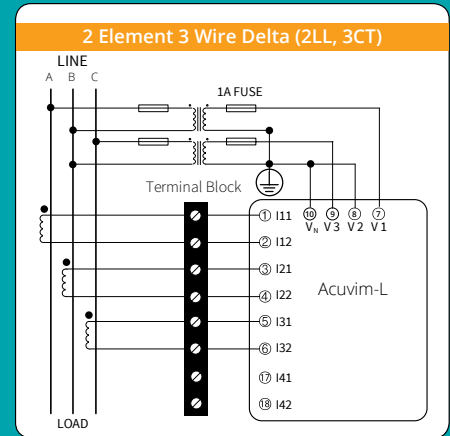 2 Element 3 Wire Delta (2LL, 3CT)
LINE
A B C
1A FUSE
Terminal Block
① I11
② I12
③ I21
④ I22
⑤ I31
⑥ I32
⑰ I41
⑱ I42
⑩ ⑨ ⑧ ⑦
VN V3 V2 V1
Acuvim-L
LOAD